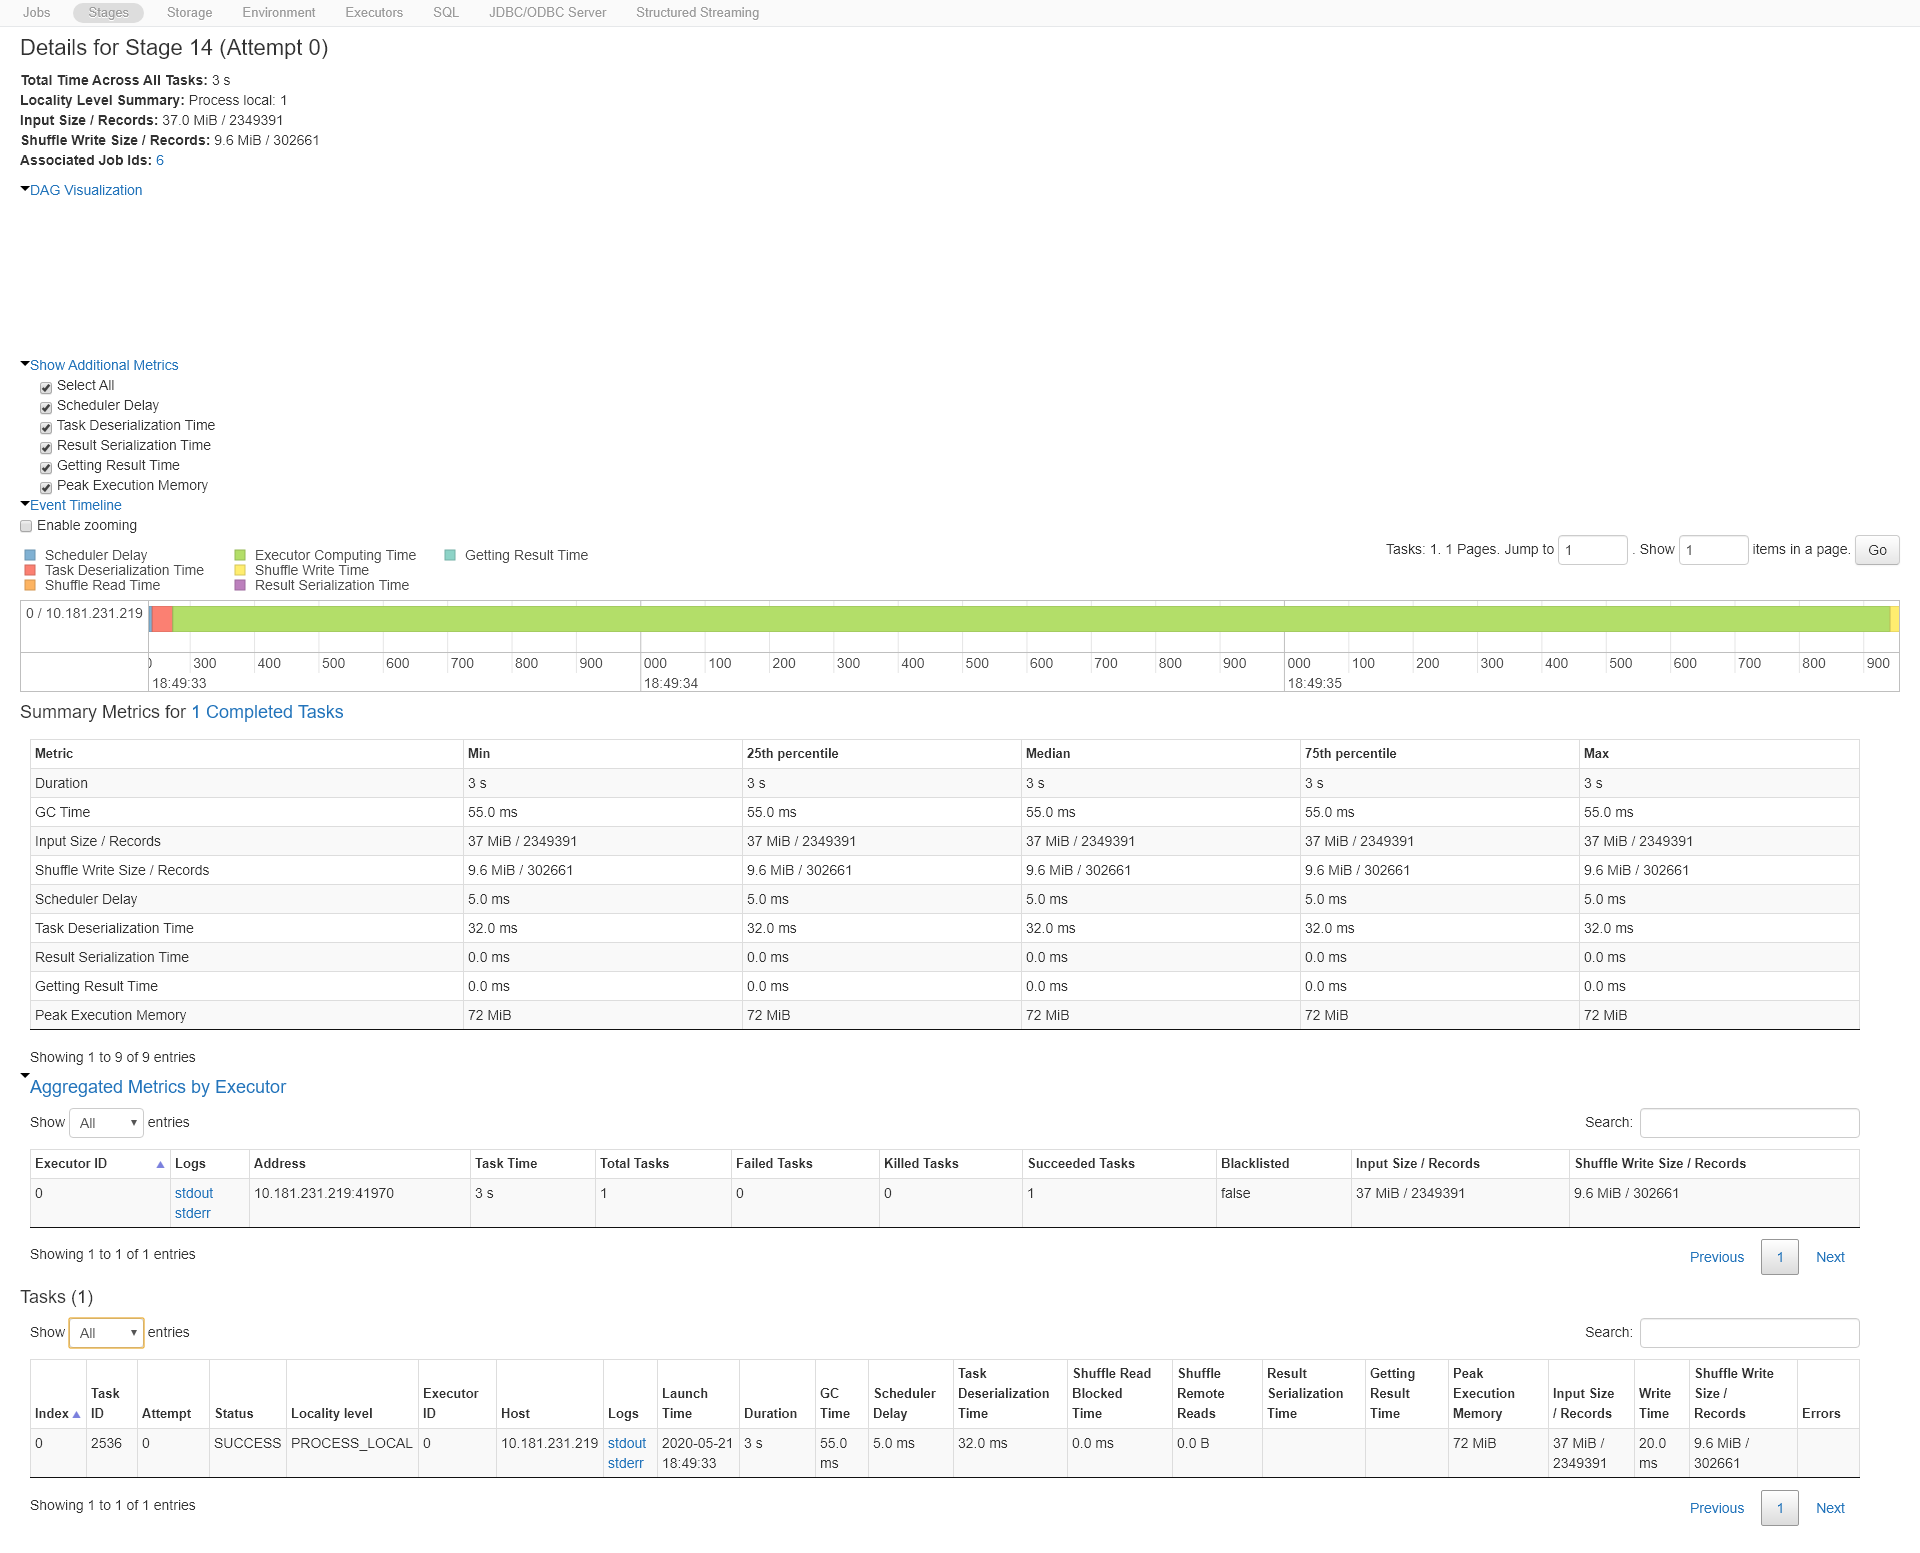 Jobs Stages Storage Environment Executors SQL JDBC/ODBC Server Structured Streaming
Details for Stage 14 (Attempt 0)
Total Time Across All Tasks: 3 s
Locality Level Summary: Process local: 1
Input Size / Records: 37.0 MiB / 2349391
Shuffle Write Size / Records: 9.6 MiB / 302661
Associated Job Ids: 6
DAG Visualization
Show Additional Metrics
Select All
Scheduler Delay
Task Deserialization Time
Result Serialization Time
Getting Result Time
Peak Execution Memory
Event Timeline
Enable zooming
Scheduler Delay Executor Computing Time Getting Result Time
Task Deserialization Time Shuffle Write Time
Shuffle Read Time Result Serialization Time
Tasks: 1. 1 Pages. Jump to 1 . Show 1 items in a page. Go
0 / 10.181.231.219
300 400 500 600 700 800 900 000 100 200 300 400 500 600 700 800 900 000 100 200 300 400 500 600 700 800 900
18:49:33 18:49:34 18:49:35
Summary Metrics for 1 Completed Tasks
Metric Min 25th percentile Median 75th percentile Max
Duration 3 s 3 s 3 s 3 s 3 s
GC Time 55.0 ms 55.0 ms 55.0 ms 55.0 ms 55.0 ms
Input Size / Records 37 MiB / 2349391 37 MiB / 2349391 37 MiB / 2349391 37 MiB / 2349391 37 MiB / 2349391
Shuffle Write Size / Records 9.6 MiB / 302661 9.6 MiB / 302661 9.6 MiB / 302661 9.6 MiB / 302661 9.6 MiB / 302661
Scheduler Delay 5.0 ms 5.0 ms 5.0 ms 5.0 ms 5.0 ms
Task Deserialization Time 32.0 ms 32.0 ms 32.0 ms 32.0 ms 32.0 ms
Result Serialization Time 0.0 ms 0.0 ms 0.0 ms 0.0 ms 0.0 ms
Getting Result Time 0.0 ms 0.0 ms 0.0 ms 0.0 ms 0.0 ms
Peak Execution Memory 72 MiB 72 MiB 72 MiB 72 MiB 72 MiB
Showing 1 to 9 of 9 entries
Aggregated Metrics by Executor
Show All entries Search:
Executor ID Logs Address Task Time Total Tasks Failed Tasks Killed Tasks Succeeded Tasks Blacklisted Input Size / Records Shuffle Write Size / Records
0 stdout 10.181.231.219:41970 3 s 1 0 0 1 false 37 MiB / 2349391 9.6 MiB / 302661
stderr
Showing 1 to 1 of 1 entries Previous 1 Next
Tasks (1)
Show All entries Search:
Task Shuffle Read Shuffle Result Getting Peak Shuffle Write
Task Executor Launch GC Scheduler Deserialization Blocked Remote Serialization Result Execution Input Size Write Size /
Index ID Attempt Status Locality level ID Host Logs Time Duration Time Delay Time Time Reads Time Time Memory / Records Time Records Errors
0 2536 0 SUCCESS PROCESS_LOCAL 0 10.181.231.219 stdout 2020-05-21 3 s 55.0 5.0 ms 32.0 ms 0.0 ms 0.0 B 72 MiB 37 MiB / 20.0 9.6 MiB /
stderr 18:49:33 ms 2349391 ms 302661
Showing 1 to 1 of 1 entries Previous 1 Next